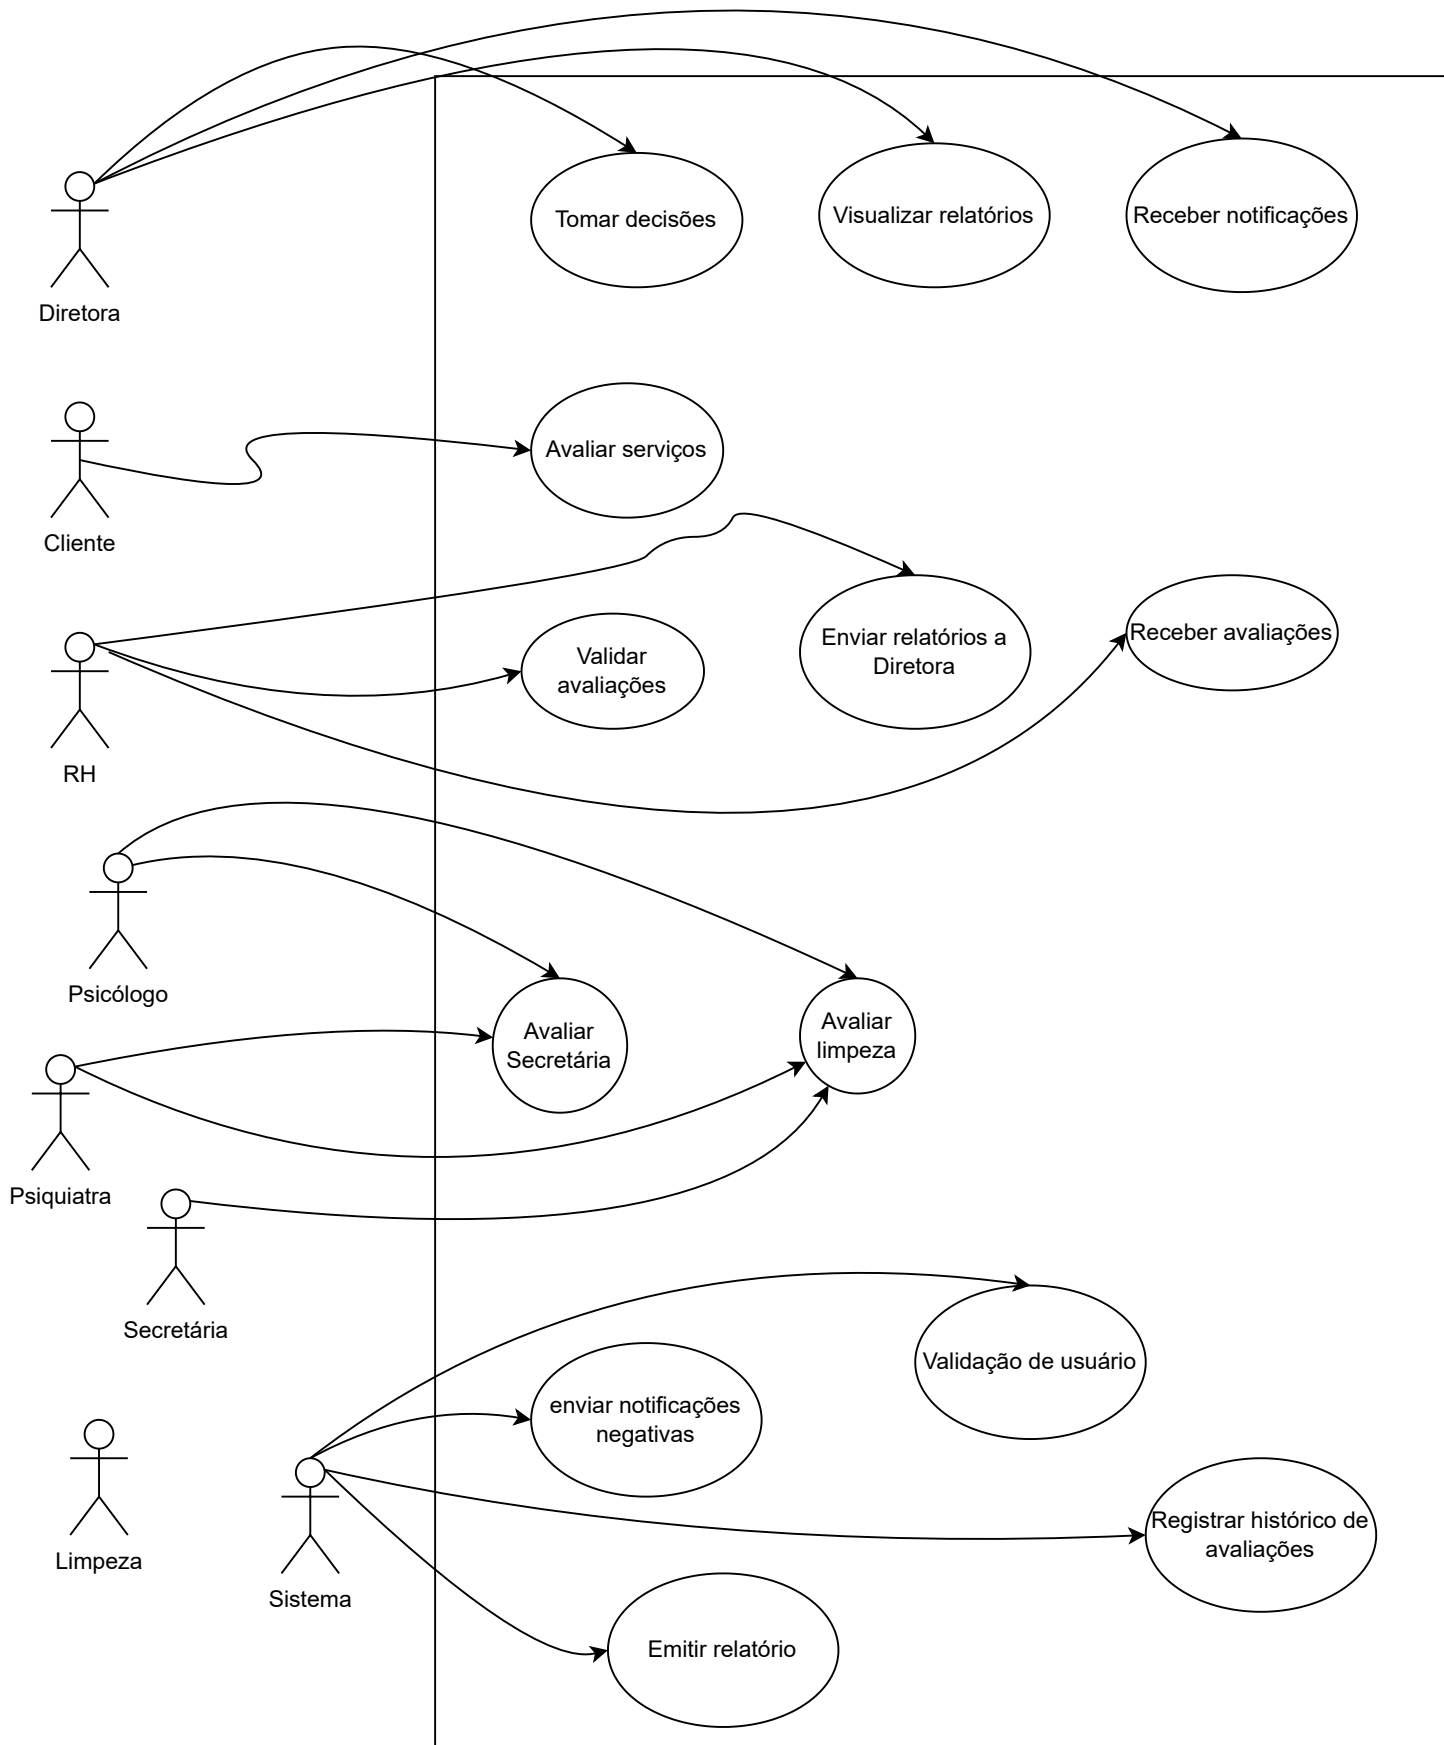 Tomar decisões
Visualizar relatórios
Receber notificações
Diretora
Avaliar serviços
Cliente
Enviar relatórios a
Diretora
Receber avaliações
Validar
avaliações
RH
Psicólogo
Avaliar
Secretária
Avaliar
limpeza
Psiquiatra
Secretária
Validação de usuário
enviar notificações
negativas
Limpeza
Sistema
Registrar histórico de
avaliações
Emitir relatório